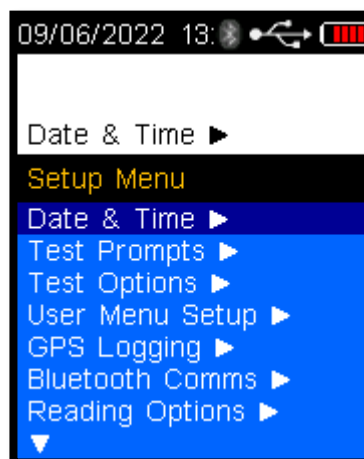 09/06/2022 13:
Date & Time ▶
Setup Menu
Date & Time ▶
Test Prompts ▶
Test Options ▶
User Menu Setup ▶
GPS Logging ▶
Bluetooth Comms ▶
Reading Options ▶
▼